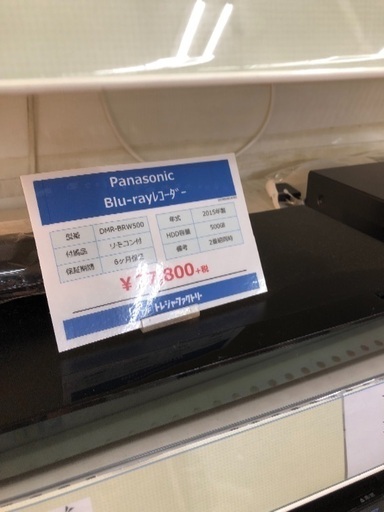 Panasonic
Blu-rayﾚｺｰﾀﾞｰ
型番 DMR-BRW500 年式 2015年製
付属品 リモコン付 HDD容量 500GB
保証期間 6ヶ月保証 備考 2番組同時
,800+税
トレジャーファクトリー